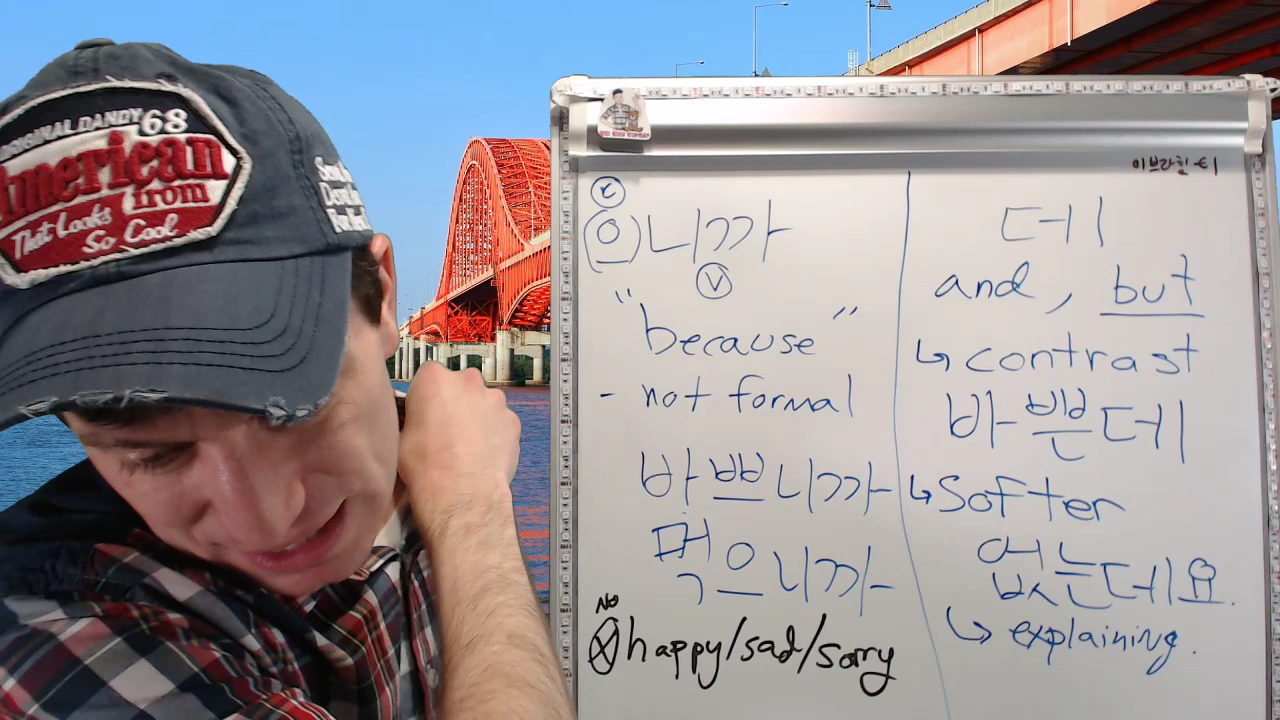 ORIGINAL DANDY 68
American
from
That Looks
So Cool
이브라힐 티
C
(으)니까
V
"because"
- not formal
바쁘니까
먹으니까
NO
X happy/sad/sorry
데
and, but
↳ contrast
바쁜데
↳ Softer
없는데요.
↳ explaining.